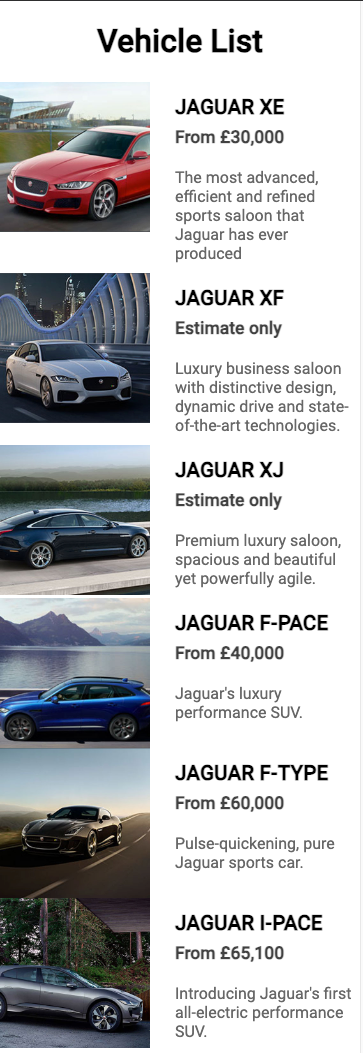 Vehicle List
JAGUAR XE
From £30,000
The most advanced,
efficient and refined
sports saloon that
Jaguar has ever
produced
JAGUAR XF
Estimate only
Luxury business saloon
with distinctive design,
dynamic drive and state-
of-the-art technologies.
JAGUAR XJ
Estimate only
Premium luxury saloon,
spacious and beautiful
yet powerfully agile.
JAGUAR F-PACE
From £40,000
Jaguar's luxury
performance SUV.
JAGUAR F-TYPE
From £60,000
Pulse-quickening, pure
Jaguar sports car.
JAGUAR I-PACE
From £65,100
Introducing Jaguar's first
all-electric performance
SUV.